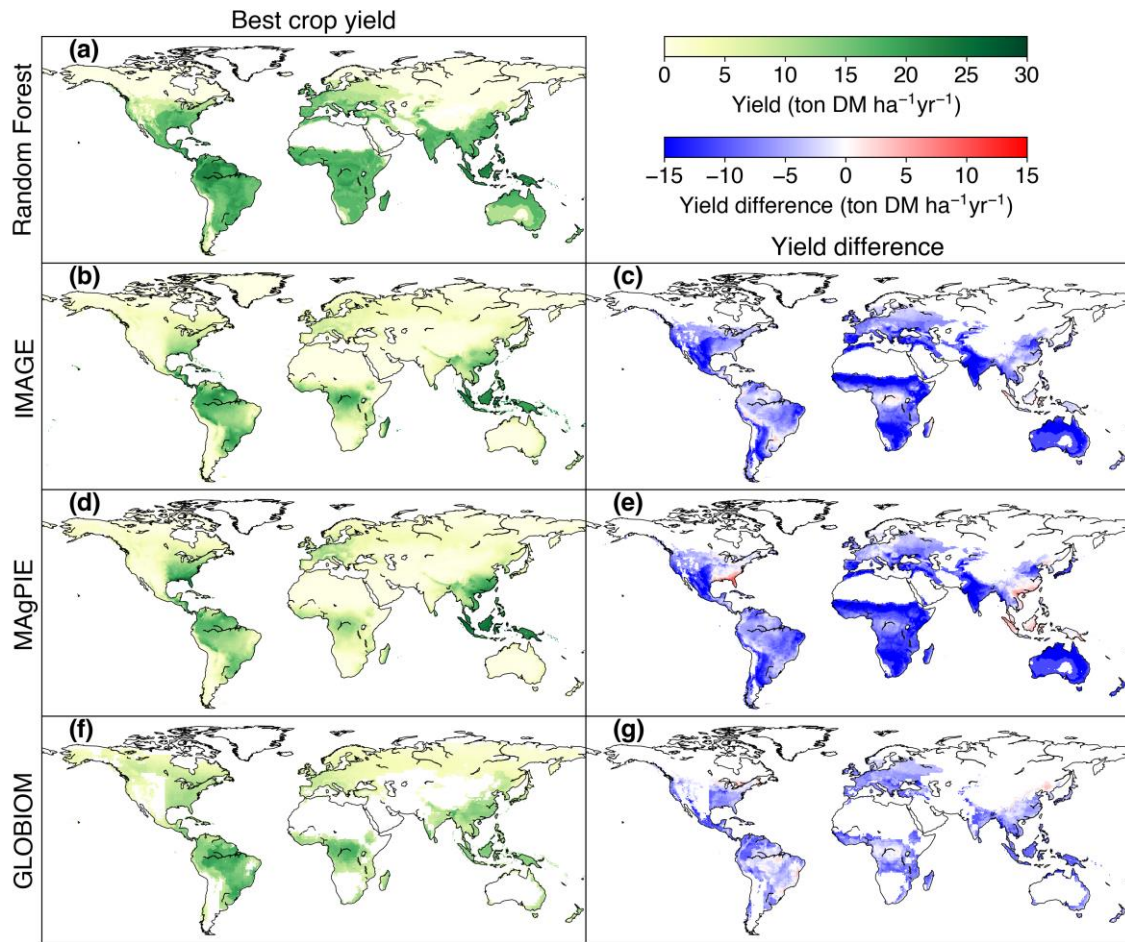 Best crop yield
(a)
Random Forest
0 5 10 15 20 25 30
Yield (ton DM ha⁻¹yr⁻¹)
−15 −10 −5 0 5 10 15
Yield difference (ton DM ha⁻¹yr⁻¹)
Yield difference
(b)
(c)
IMAGE
(d)
(e)
MAgPIE
(f)
(g)
GLOBIOM